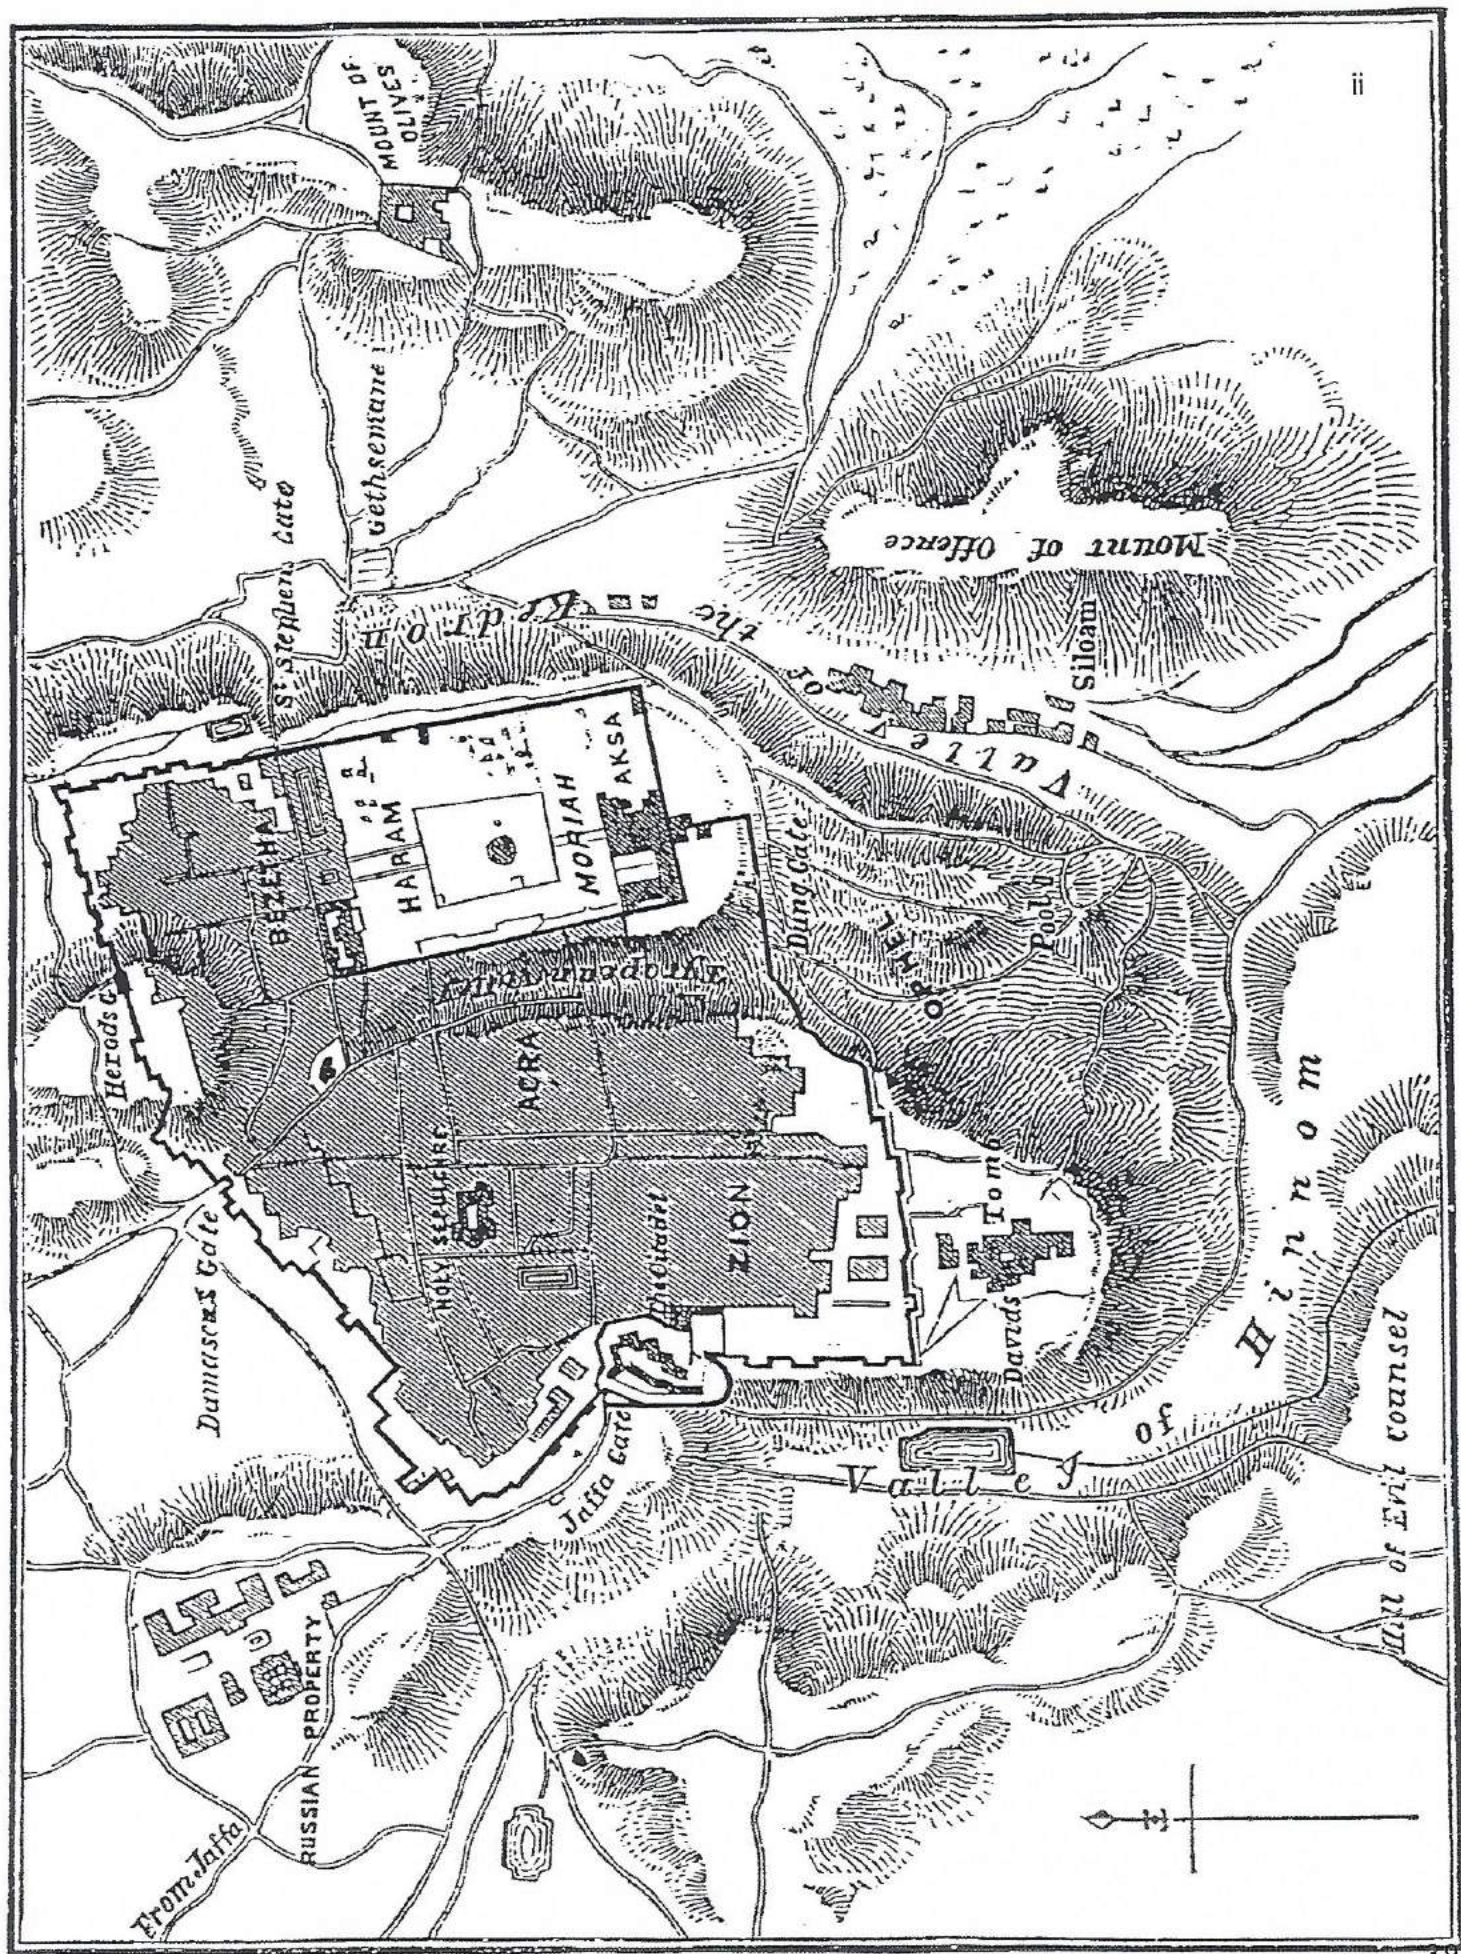 ii
MOUNT OF
OLIVES
Gethsemane
St Stephens Gate
Mount of Offence
Valley of the Kedron
Siloam
BEZETHA
HARAM
MORIAH
AKSA
Herods G.
Tyropean Valley
Dung Gate
OPHEL
Pool
ACRA
HOLY SEPULCHRE
The Citadel
ZION
Davids Tomb
Damascus Gate
Jaffa Gate
Valley of Hinnom
Hill of Evil counsel
RUSSIAN PROPERTY
From Jaffa